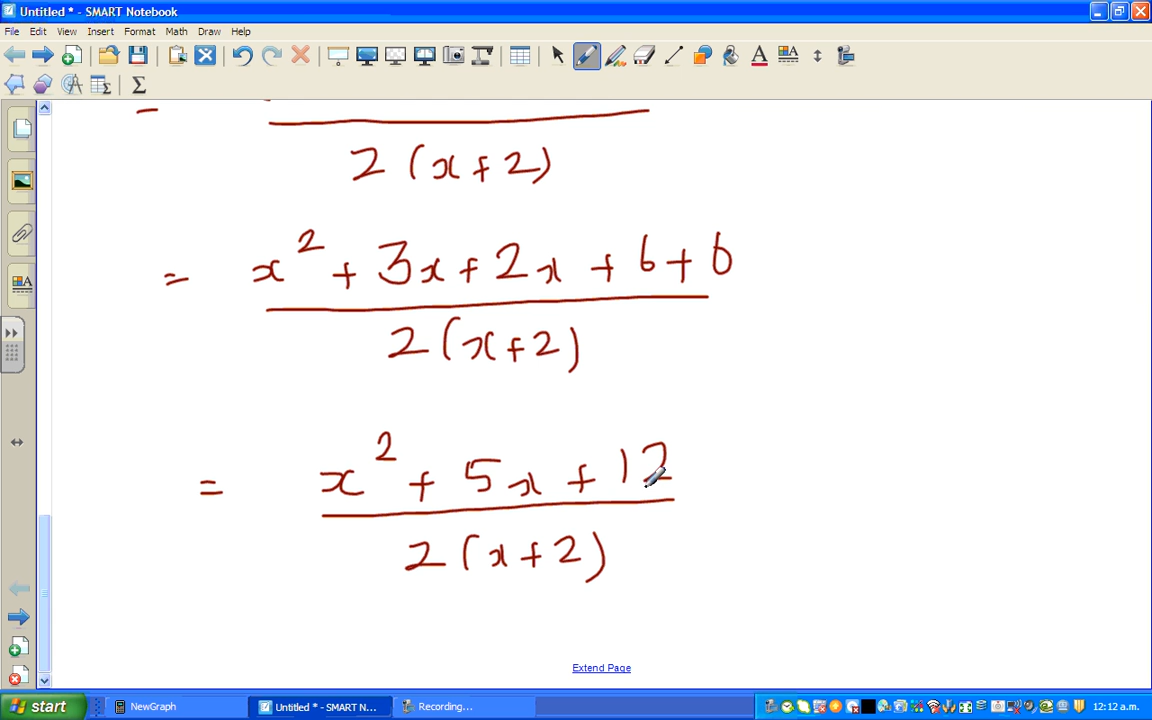 Untitled * - SMART Notebook
File Edit View Insert Format Math Draw Help
2 (x+2)
= x² + 3x + 2x + 6 + 6
2 (x+2)
= x² + 5x + 12
2 (x+2)
Extend Page
start NewGraph Untitled * - SMART N... Recording... 12:12 a.m.